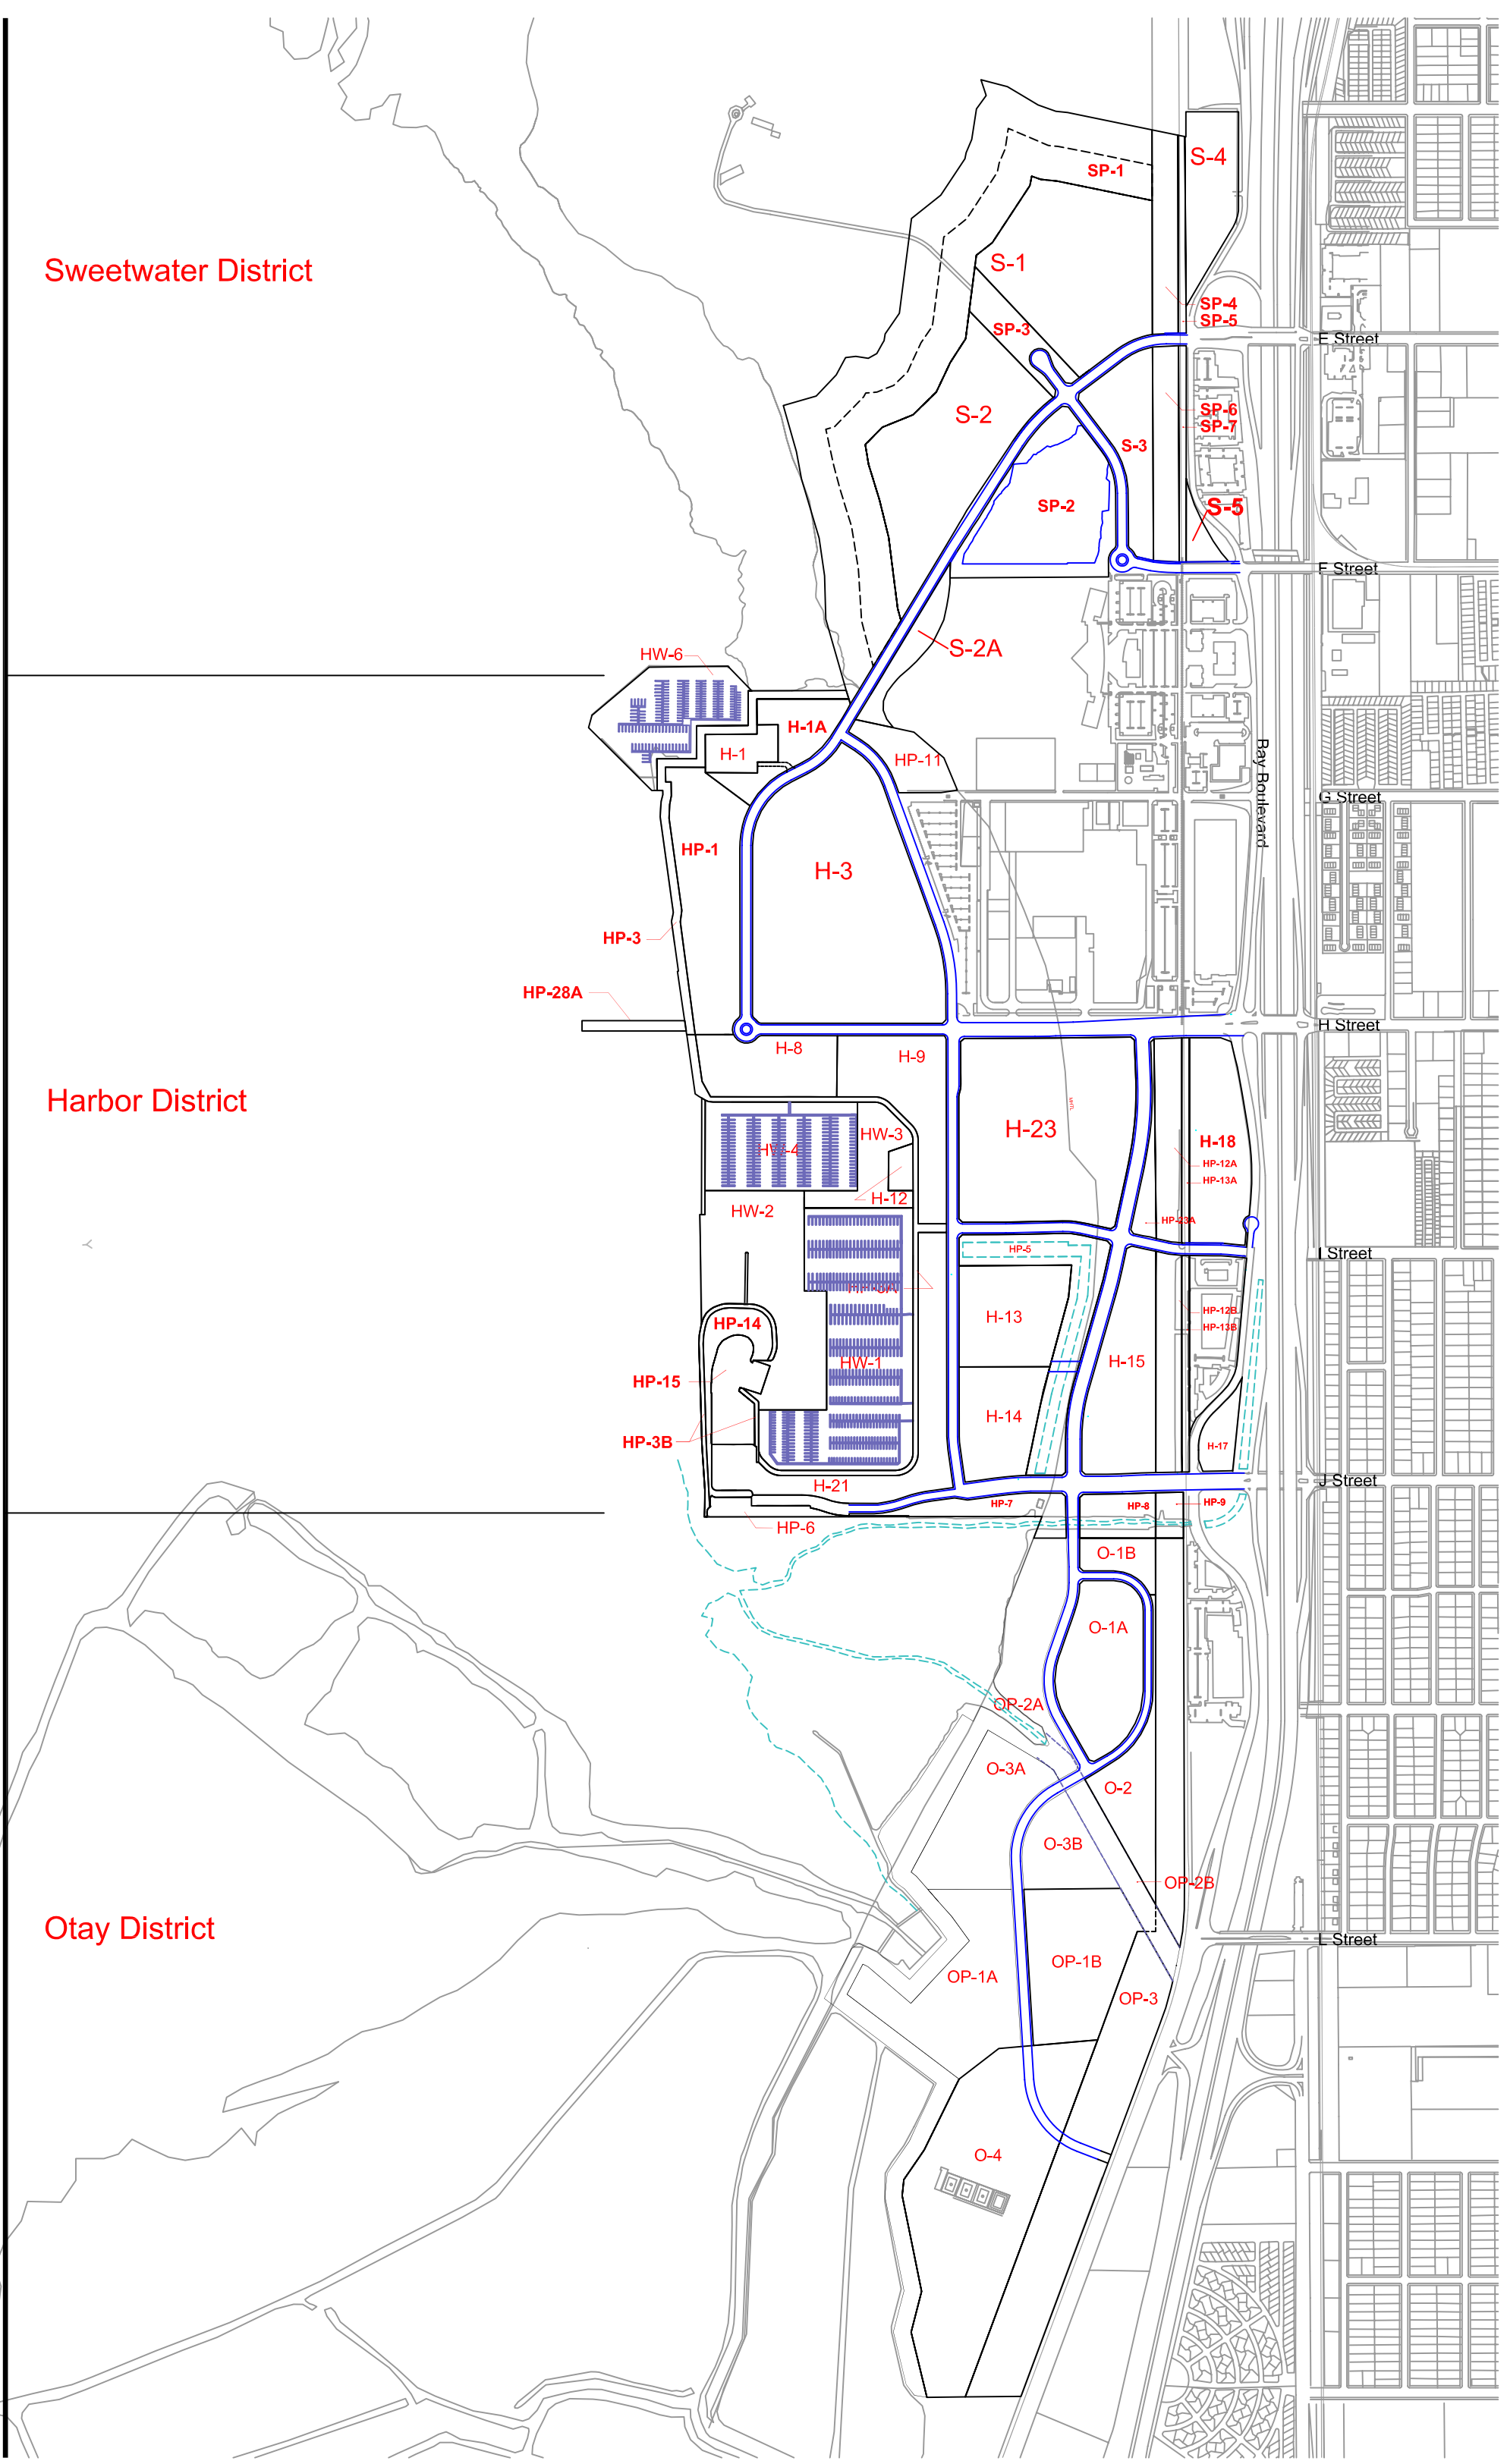 SP-1
S-4
Sweetwater District
S-1
SP-4
SP-5
SP-3
E Street
S-2
SP-6
SP-7
S-3
SP-2
S-5
F Street
S-2A
HW-6
H-1A
H-1
HP-11
Bay Boulevard
G Street
HP-1
H-3
HP-3
HP-28A
H Street
H-8
H-9
Harbor District
H-23
HW-3
H-18
HW-4
HP-12A
HP-13A
H-12
HW-2
HP-23A
HP-5
I Street
HP-12B
H-13
HP-14
HP-13B
HW-1
H-15
HP-15
H-14
HP-3B
H-17
H-21
J Street
HP-7
HP-8
HP-9
HP-6
O-1B
O-1A
OP-2A
O-3A
O-2
O-3B
OP-2B
Otay District
L Street
OP-1B
OP-1A
OP-3
O-4